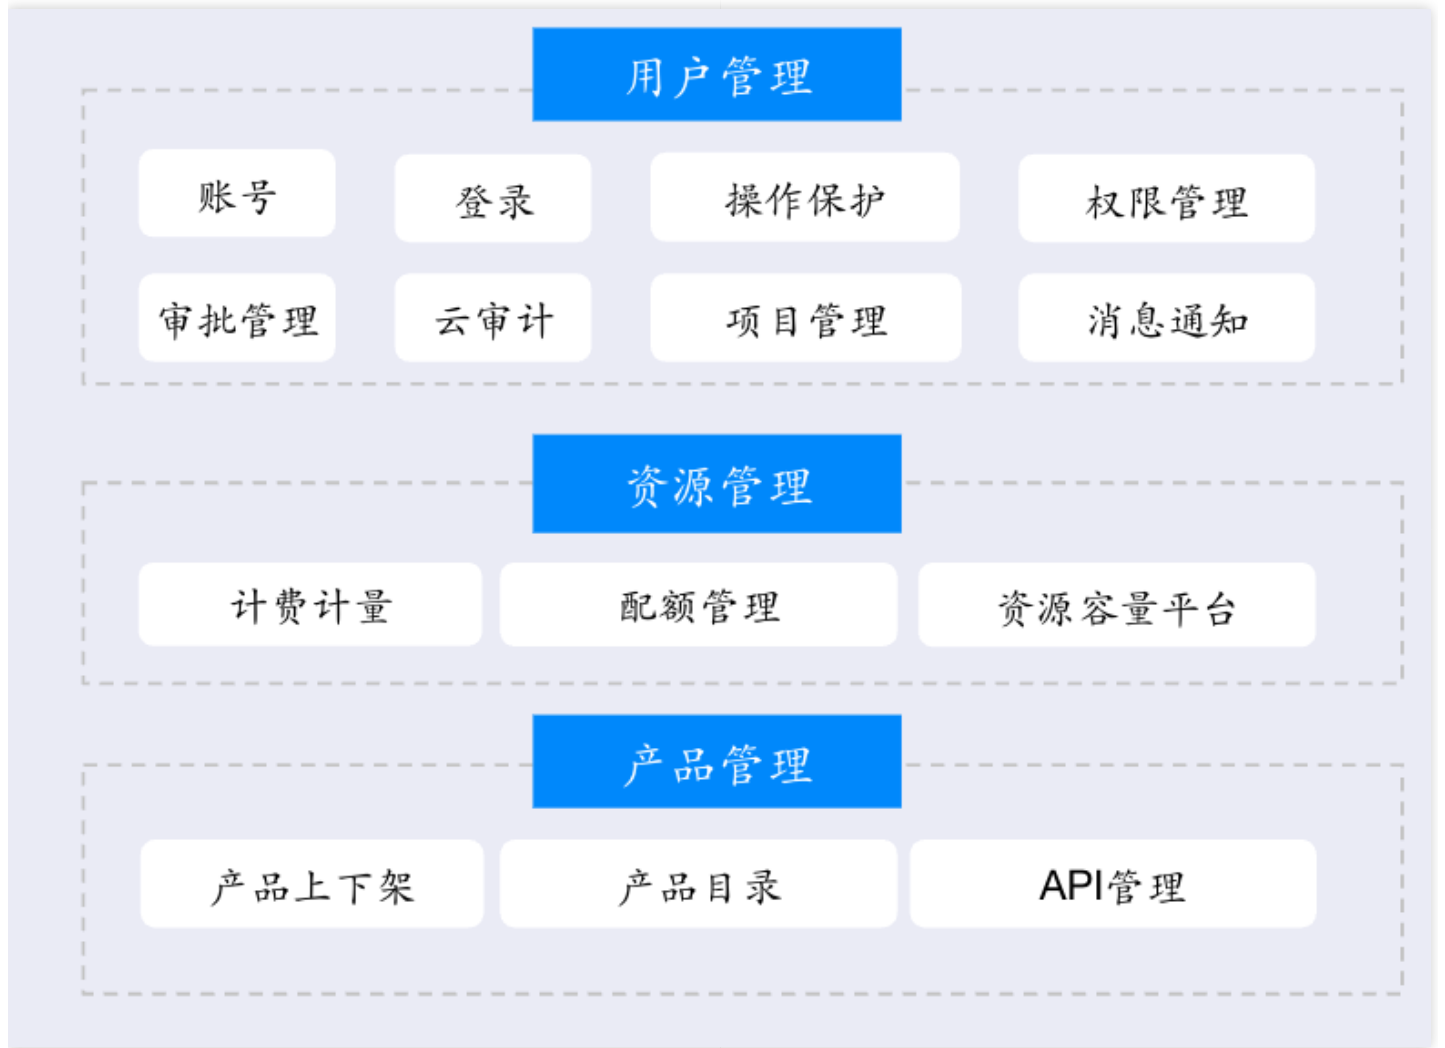 用户管理
账号
登录
操作保护
权限管理
审批管理
云审计
项目管理
消息通知
资源管理
计费计量
配额管理
资源容量平台
产品管理
产品上下架
产品目录
API管理